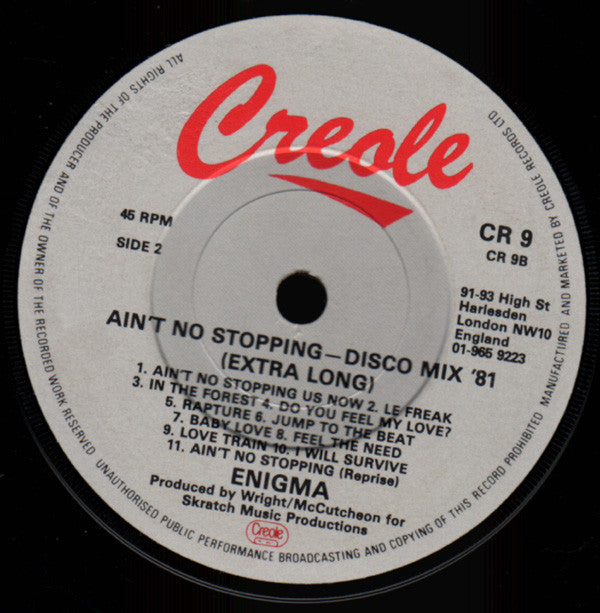 Creole
45 RPM
SIDE 2
CR 9
CR 9B
91-93 High St
Harlesden
London NW10
England
01-965 9223
AIN'T NO STOPPING—DISCO MIX '81
(EXTRA LONG)
1. AIN'T NO STOPPING US NOW 2. LE FREAK
3. IN THE FOREST 4. DO YOU FEEL MY LOVE?
5. RAPTURE 6. JUMP TO THE BEAT
7. BABY LOVE 8. FEEL THE NEED
9. LOVE TRAIN 10. I WILL SURVIVE
11. AIN'T NO STOPPING (Reprise)
ENIGMA
Produced by Wright/McCutcheon for
Skratch Music Productions
Creole
ALL RIGHTS OF THE PRODUCER AND OF THE OWNER OF THE RECORDED WORK RESERVED UNAUTHORISED PUBLIC PERFORMANCE BROADCASTING AND COPYING OF THIS RECORD PROHIBITED MANUFACTURED AND MARKETED BY CREOLE RECORDS LTD